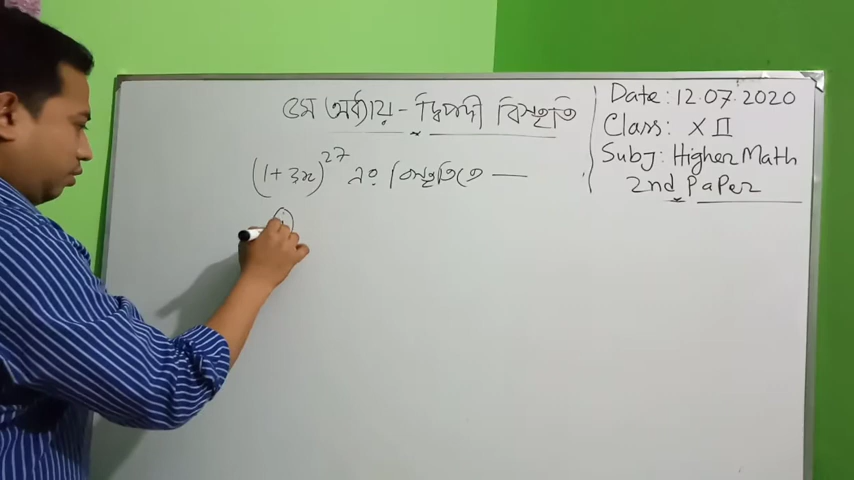 ৫ম অধ্যায় - দ্বিপদী বিস্তৃতি
Date: 12.07.2020
Class: XII
Subj: Higher Math
2nd Paper
(1+3x)^27 এর বিস্তৃতিতে —